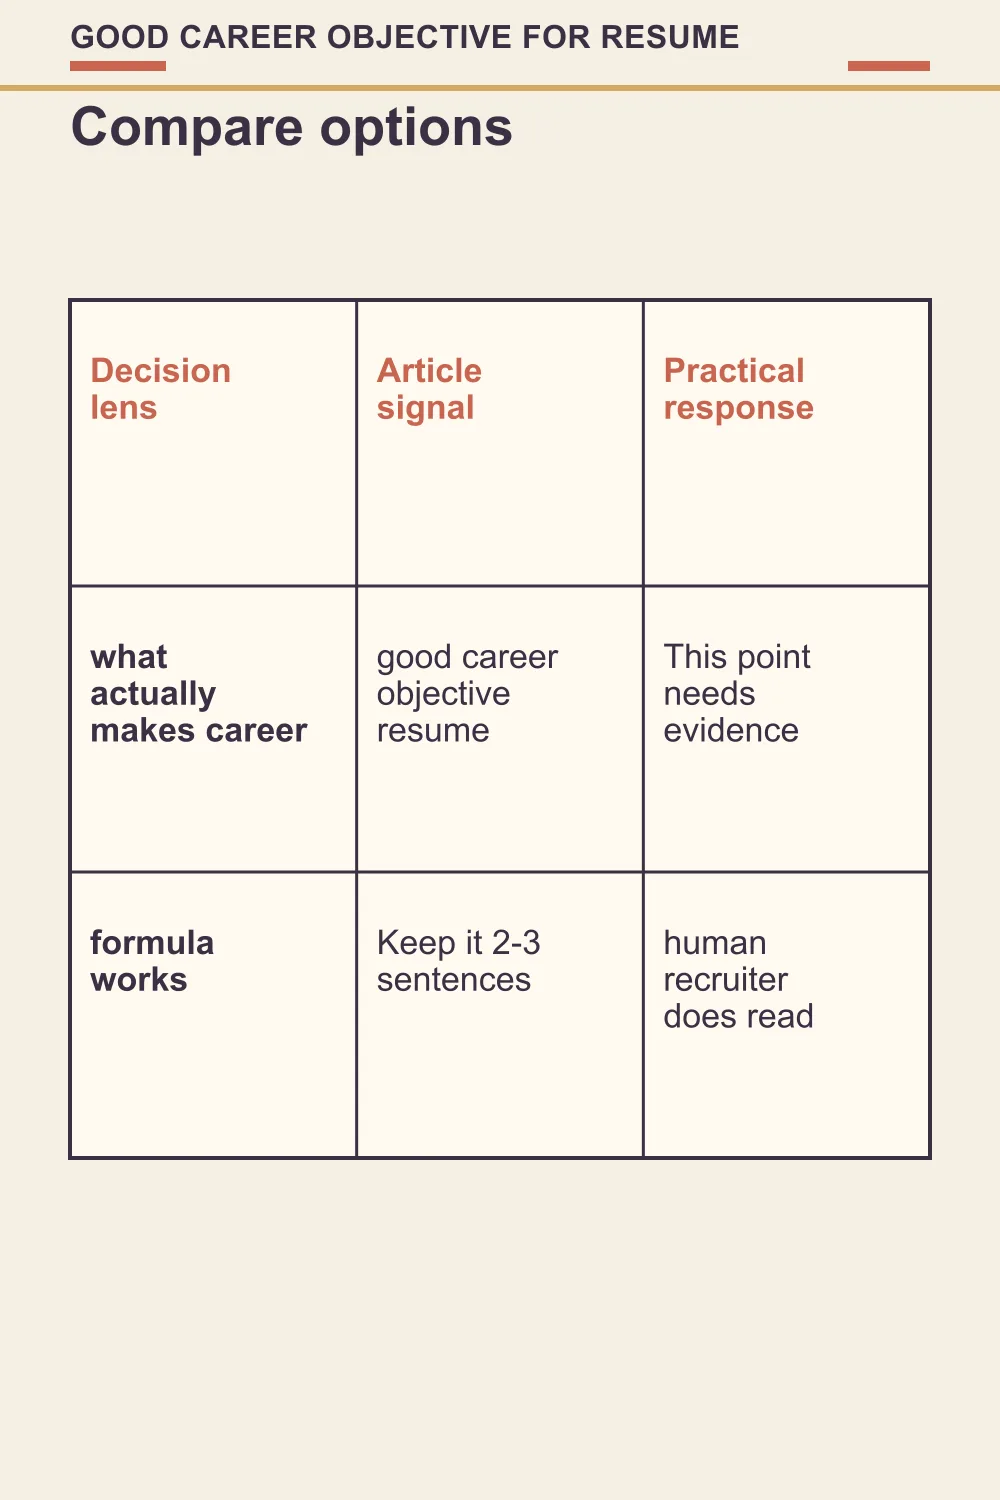 GOOD CAREER OBJECTIVE FOR RESUME
Compare options
Decision
lens
Article
signal
Practical
response
what
actually
makes career
good career
objective
resume
This point
needs
evidence
formula
works
Keep it 2-3
sentences
human
recruiter
does read